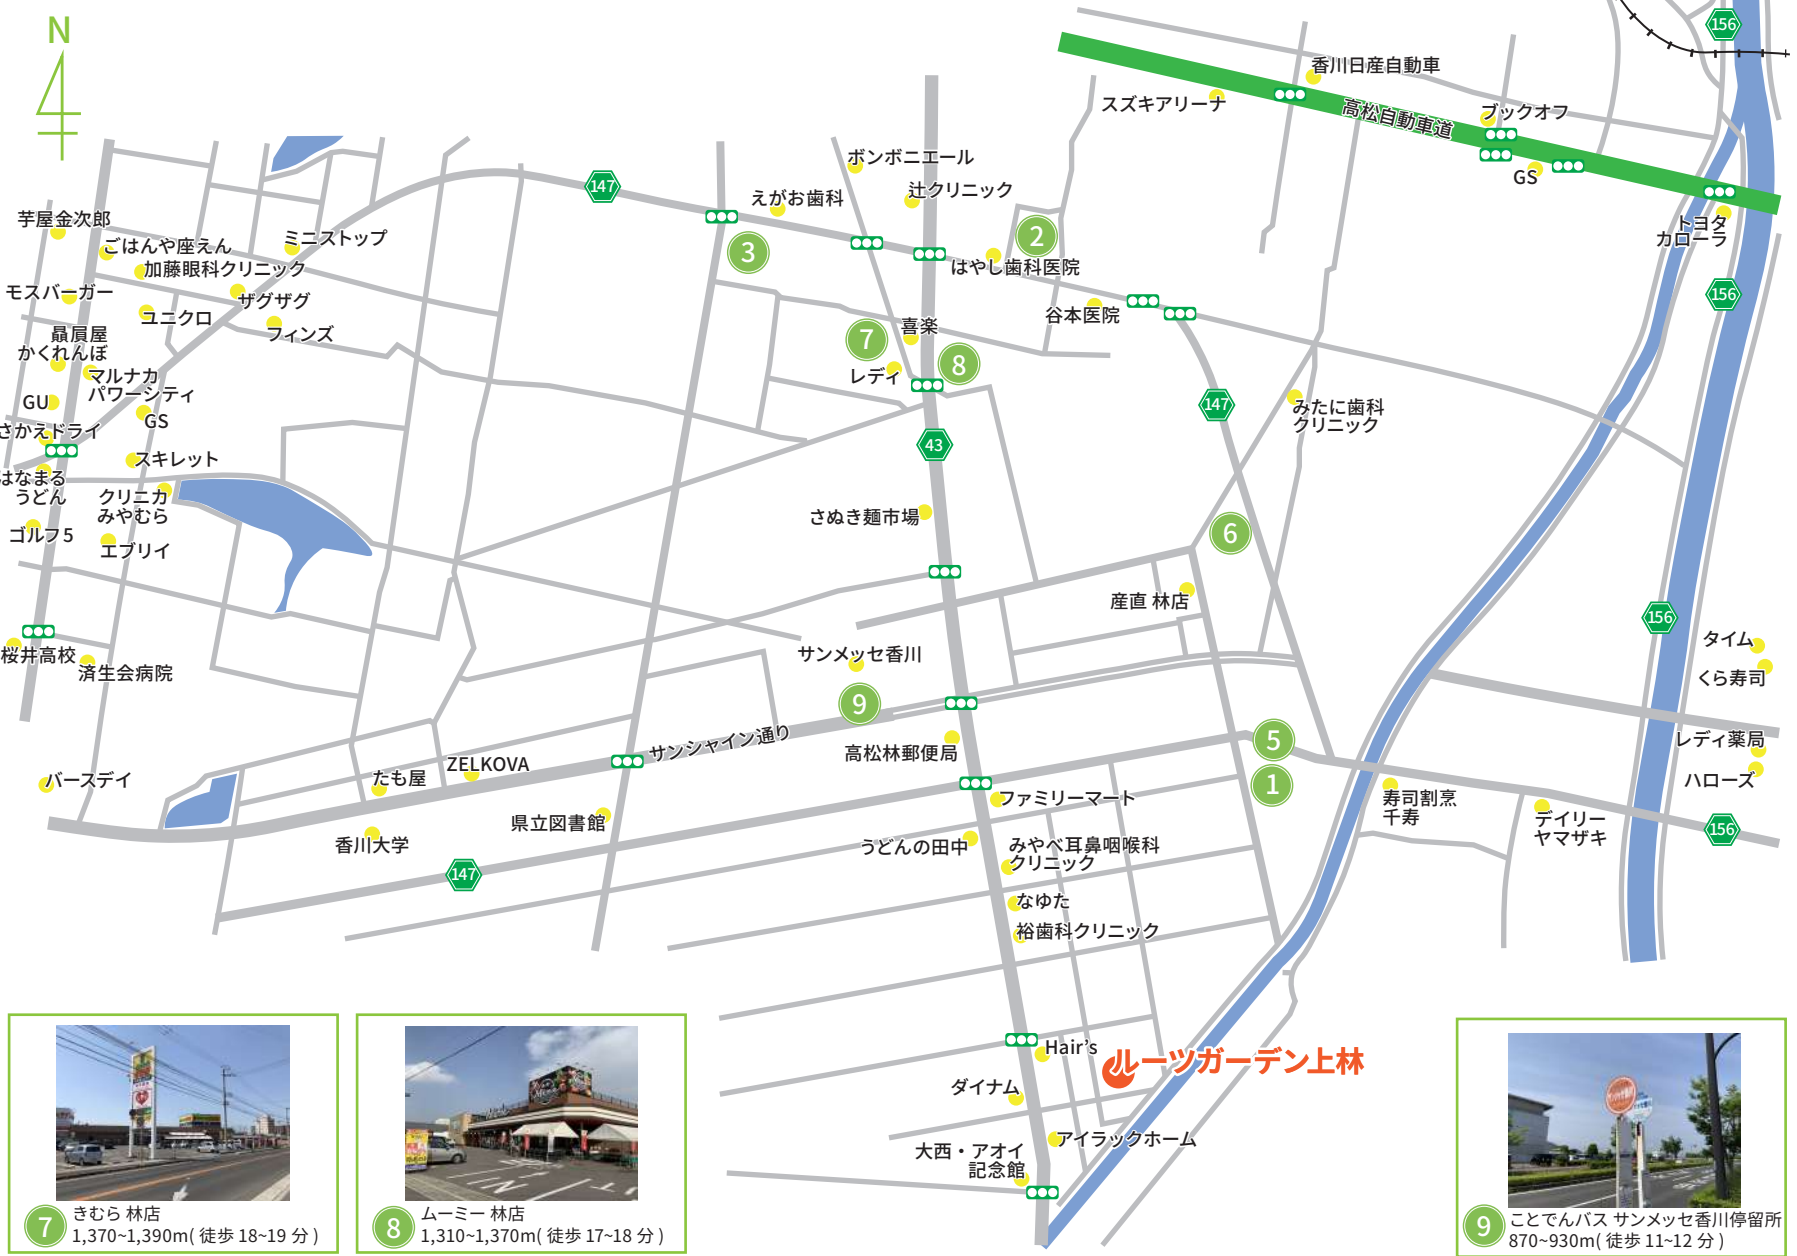 N
156
香川日産自動車
スズキアリーナ
高松自動車道
ブックオフ
GS
トヨタ
カローラ
147
ボンボニエール
辻クリニック
えがお歯科
2
3
はやし歯科医院
芋屋金次郎
ごはんや座えん
ミニストップ
加藤眼科クリニック
モスバーガー
ザグザグ
ユニクロ
フィンズ
贔屓屋
かくれんぼ
マルナカ
パワーシティ
GU
GS
さかえドライ
スキレット
はなまる
うどん
クリニカ
みやむら
ゴルフ5
エブリイ
谷本医院
156
喜楽
7
8
レディ
147
みたに歯科
クリニック
43
さぬき麺市場
6
産直 林店
156
タイム
くら寿司
桜井高校
済生会病院
サンメッセ香川
9
サンシャイン通り
高松林郵便局
5
1
レディ薬局
ハローズ
バースデイ
たも屋
ZELKOVA
県立図書館
香川大学
147
ファミリーマート
うどんの田中
みやべ耳鼻咽喉科
クリニック
なゆた
裕歯科クリニック
寿司割烹
千寿
デイリー
ヤマザキ
156
Hair's
ルーツガーデン上林
ダイナム
アイラックホーム
大西・アオイ
記念館
7
きむら 林店
1,370~1,390m( 徒歩 18~19 分 )
8
ムーミー 林店
1,310~1,370m( 徒歩 17~18 分 )
9
ことでんバス サンメッセ香川停留所
870~930m( 徒歩 11~12 分 )